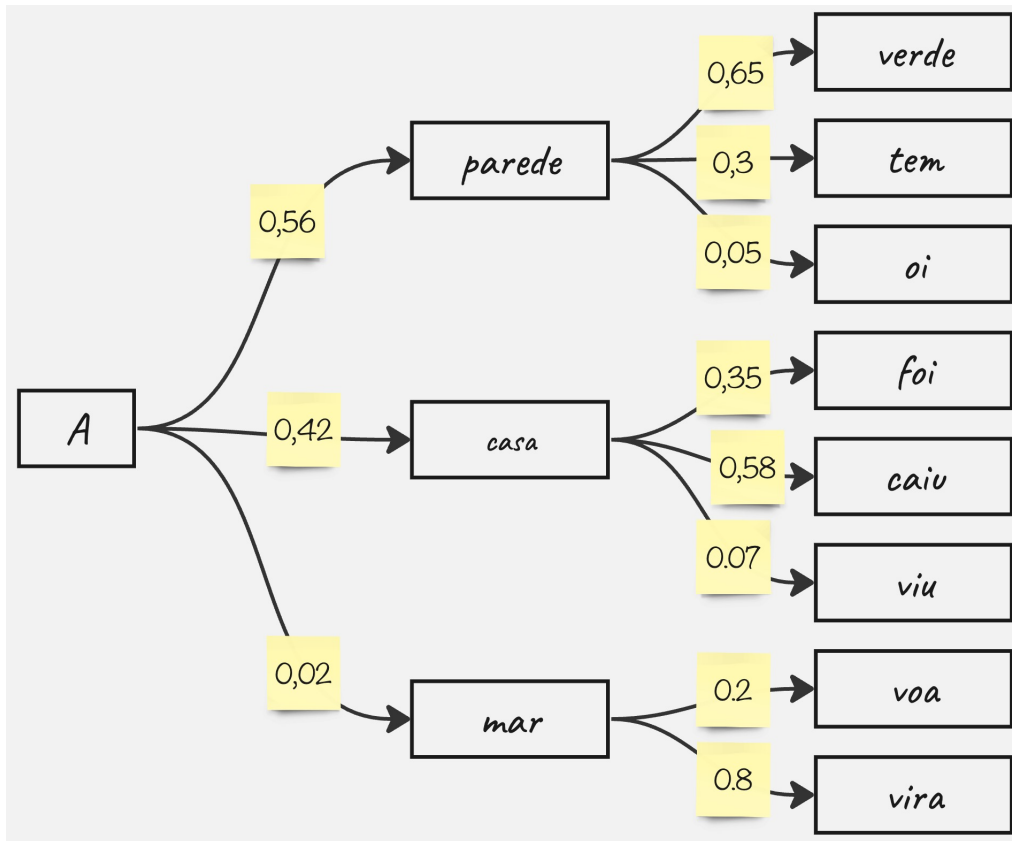 verde
0,65
parede
0,3
tem
0,56
0,05
oi
0,35
foi
A
0,42
casa
0,58
caiu
0.07
viu
0,02
mar
0.2
voa
0.8
vira